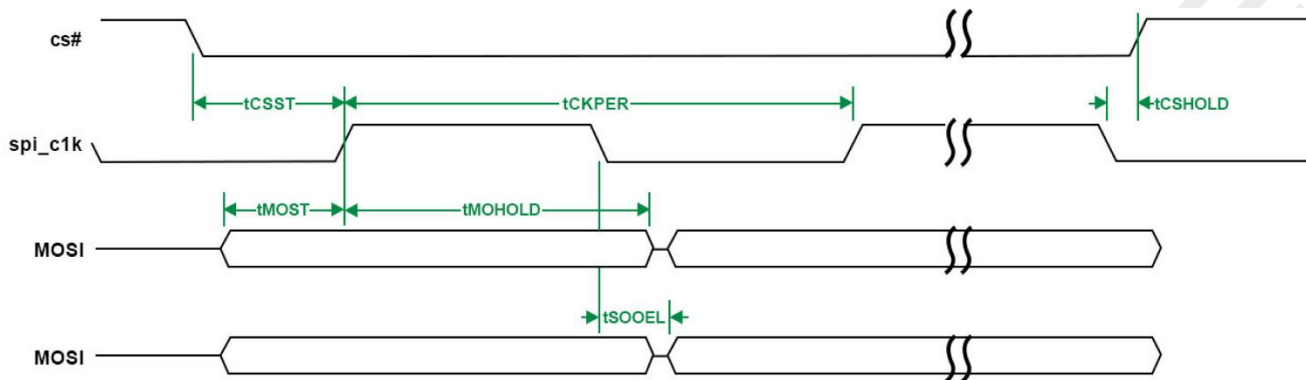 cs#
tCSST
tCKPER
tCSHOLD
spi_c1k
tMOST
tMOHOLD
MOSI
tSOOEL
MOSI